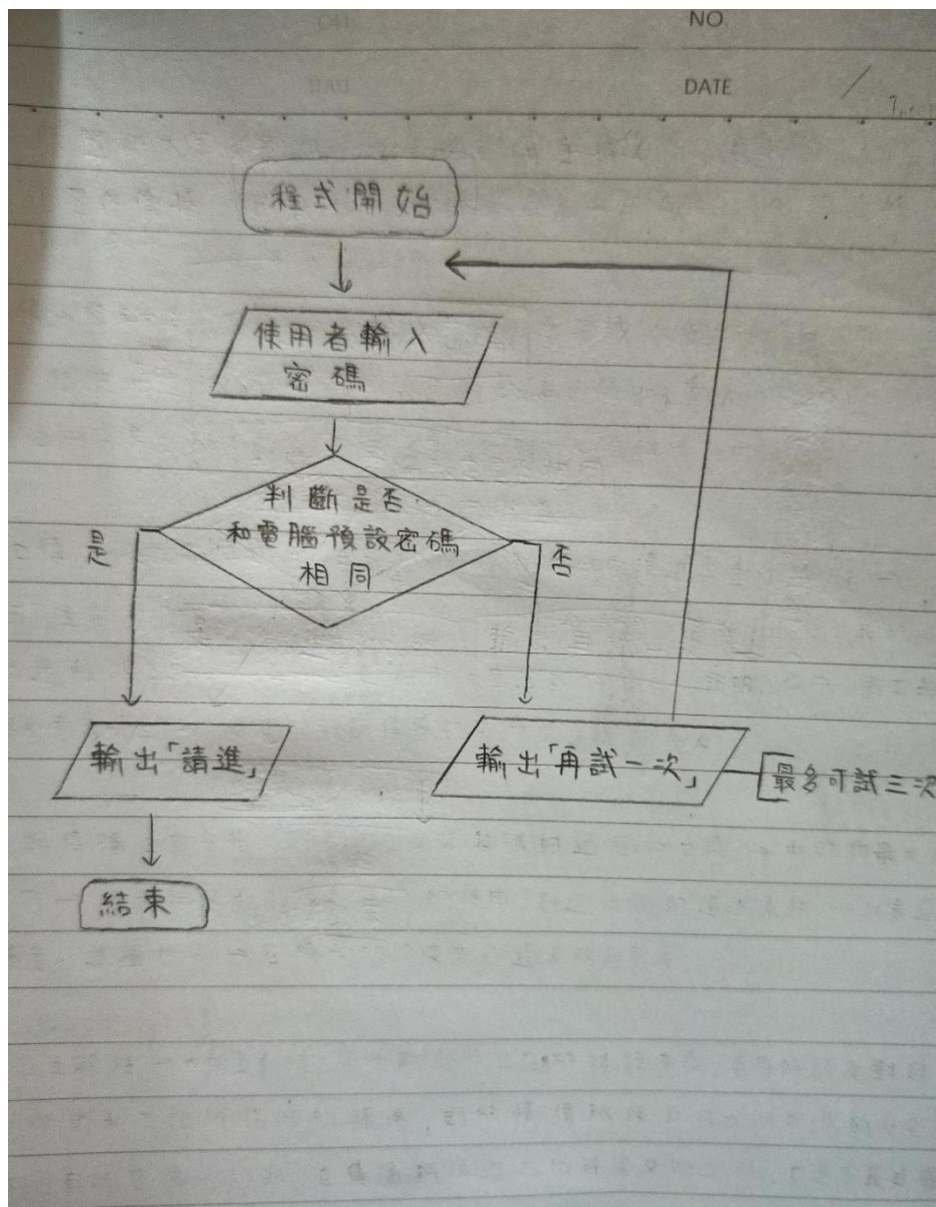 NO.
DATE
程式開始
使用者輸入
密碼
判斷是否
和電腦預設密碼
相同
是
否
輸出「請進」
輸出「再試一次」
最多可試三次
結束